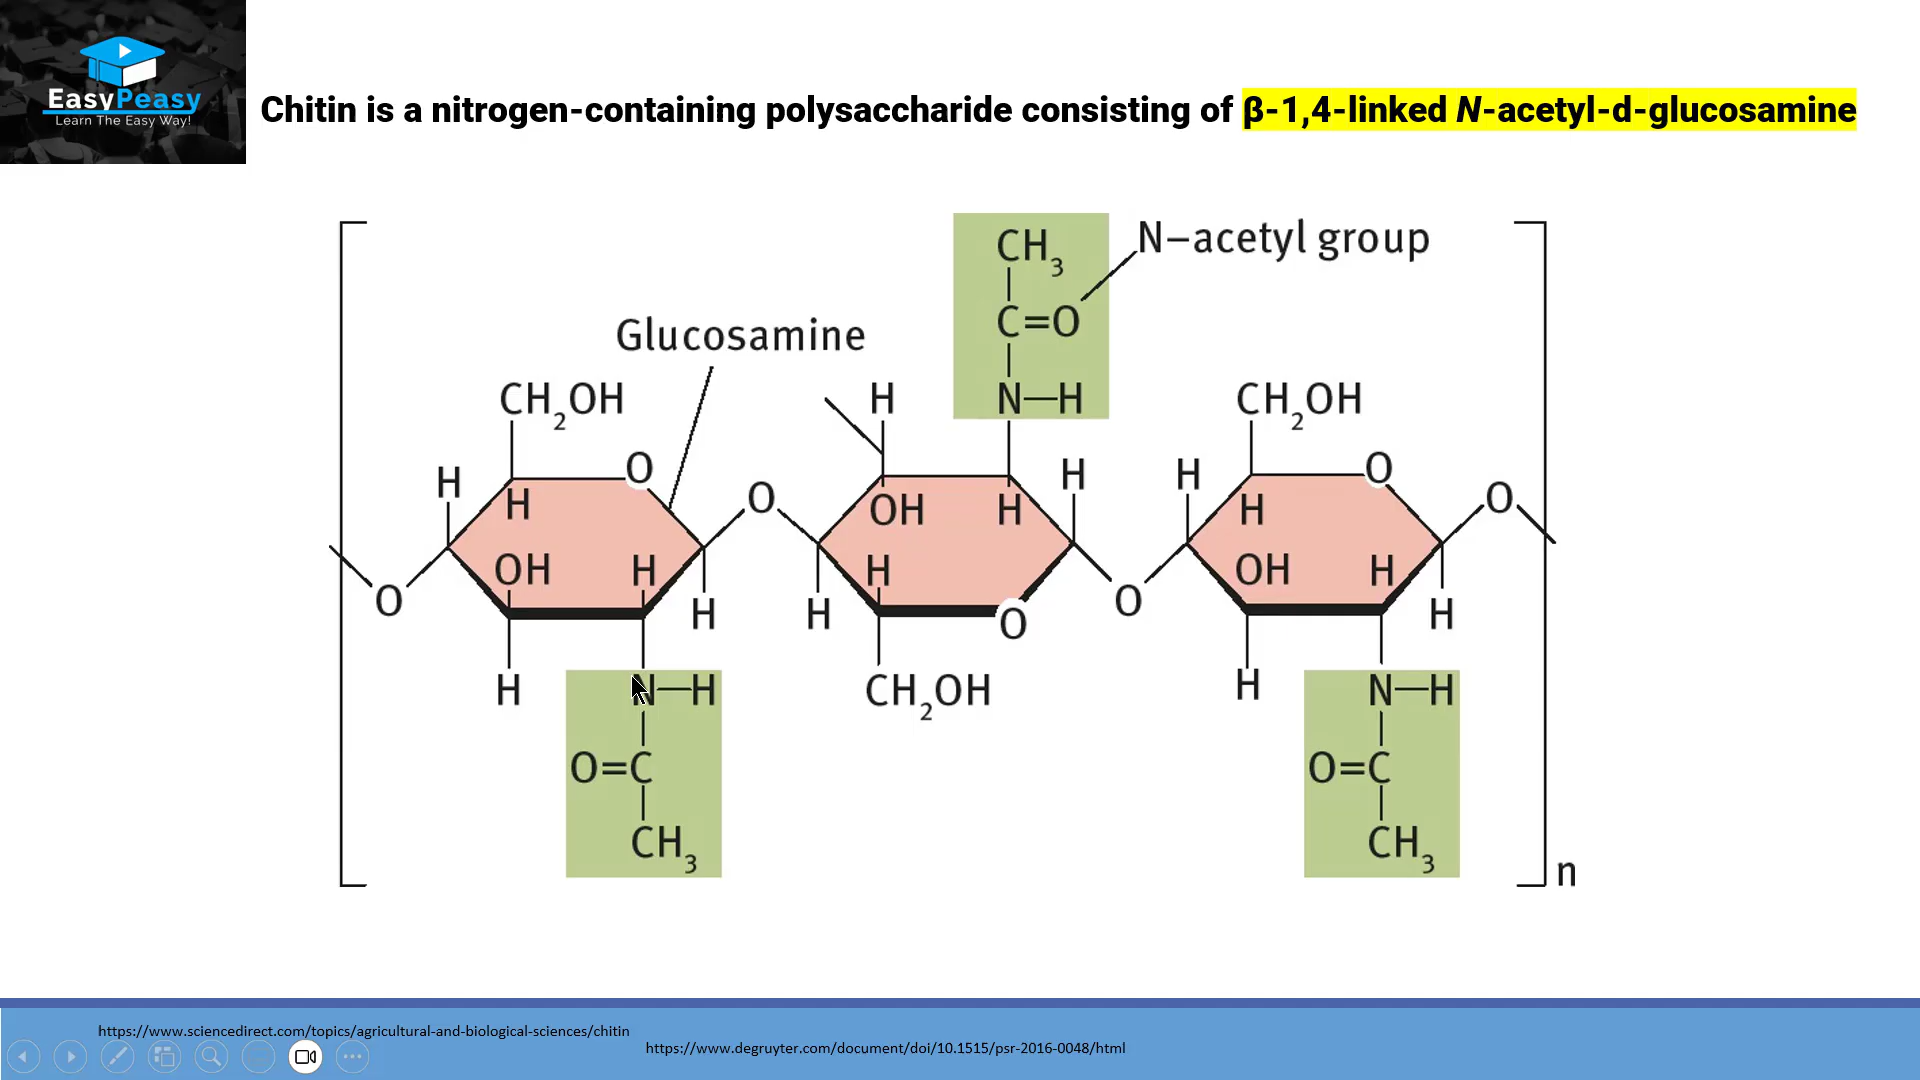 EasyPeasy
Learn The Easy Way!
Chitin is a nitrogen-containing polysaccharide consisting of β-1,4-linked N-acetyl-d-glucosamine
CH3
N–acetyl group
C=O
Glucosamine
CH2OH
H
N—H
CH2OH
H
O
O
H
H
O
O
H
OH
H
H
OH
H
H
OH
H
O
H
H
O
O
H
H
H
N—H
CH2OH
H
N—H
O=C
O=C
CH3
CH3
n
https://www.sciencedirect.com/topics/agricultural-and-biological-sciences/chitin
https://www.degruyter.com/document/doi/10.1515/psr-2016-0048/html